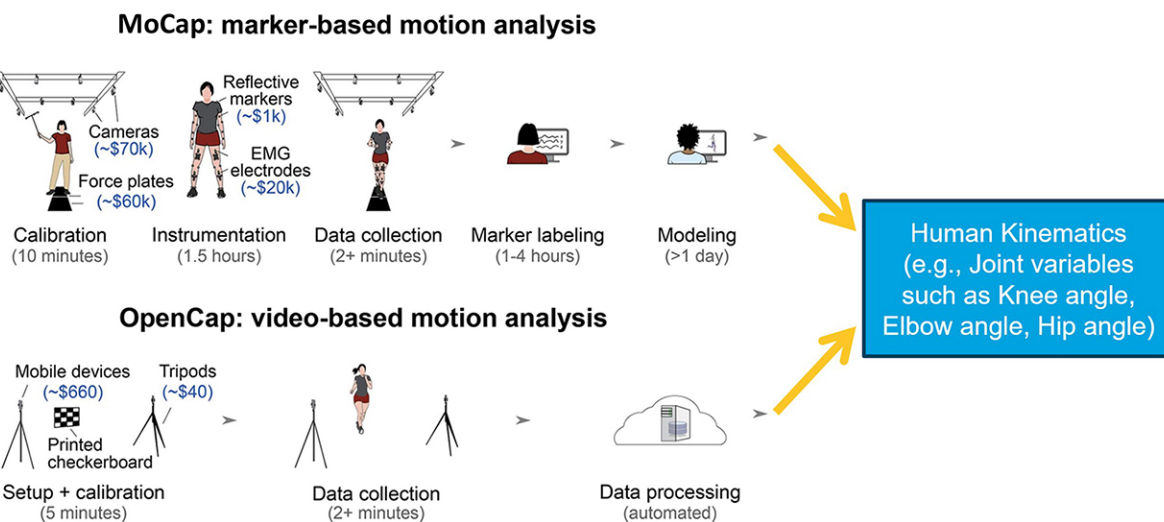 MoCap: marker-based motion analysis
Cameras
(~$70k)
Force plates
(~$60k)
Calibration
(10 minutes)
Reflective
markers
(~$1k)
EMG
electrodes
(~$20k)
Instrumentation
(1.5 hours)
Data collection
(2+ minutes)
Marker labeling
(1-4 hours)
Modeling
(>1 day)
Human Kinematics
(e.g., Joint variables
such as Knee angle,
Elbow angle, Hip angle)
OpenCap: video-based motion analysis
Mobile devices
(~$660)
Tripods
(~$40)
Printed
checkerboard
Setup + calibration
(5 minutes)
Data collection
(2+ minutes)
Data processing
(automated)